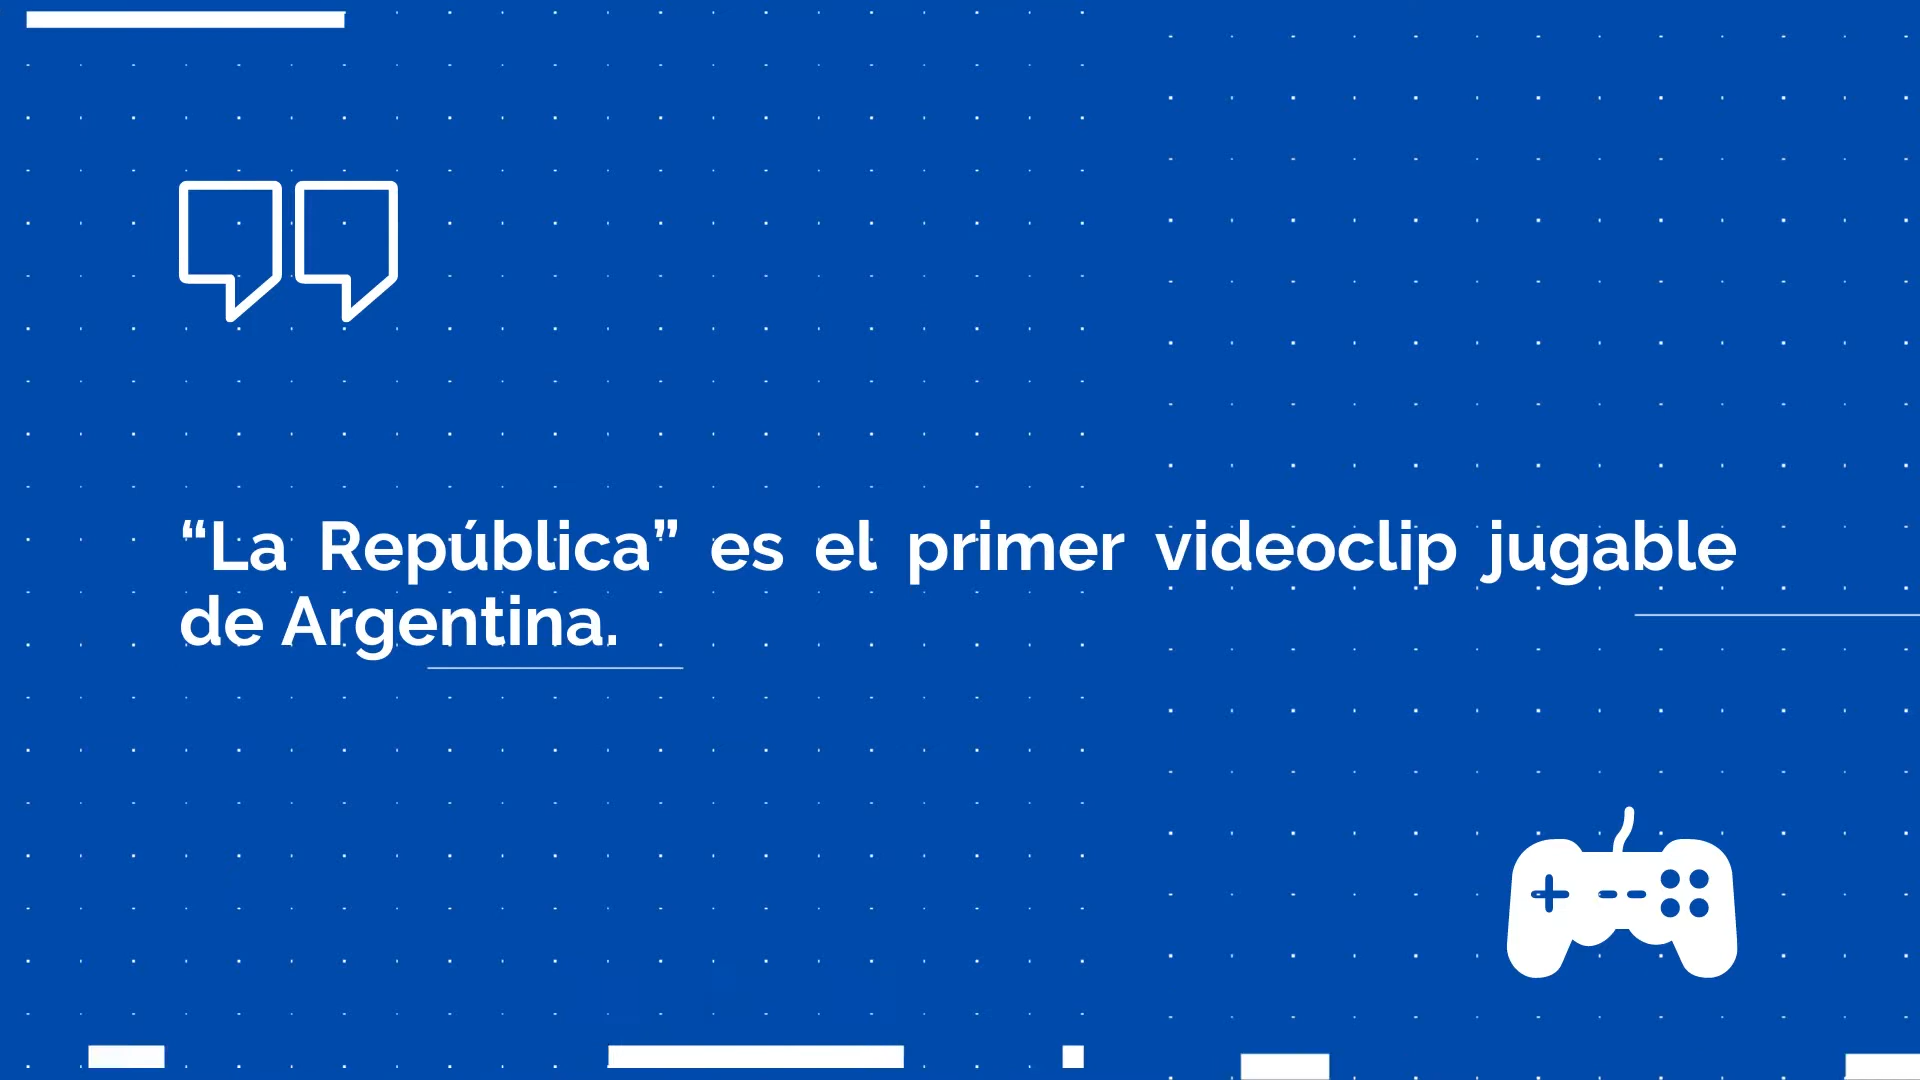 “La República” es el primer videoclip jugable
de Argentina.